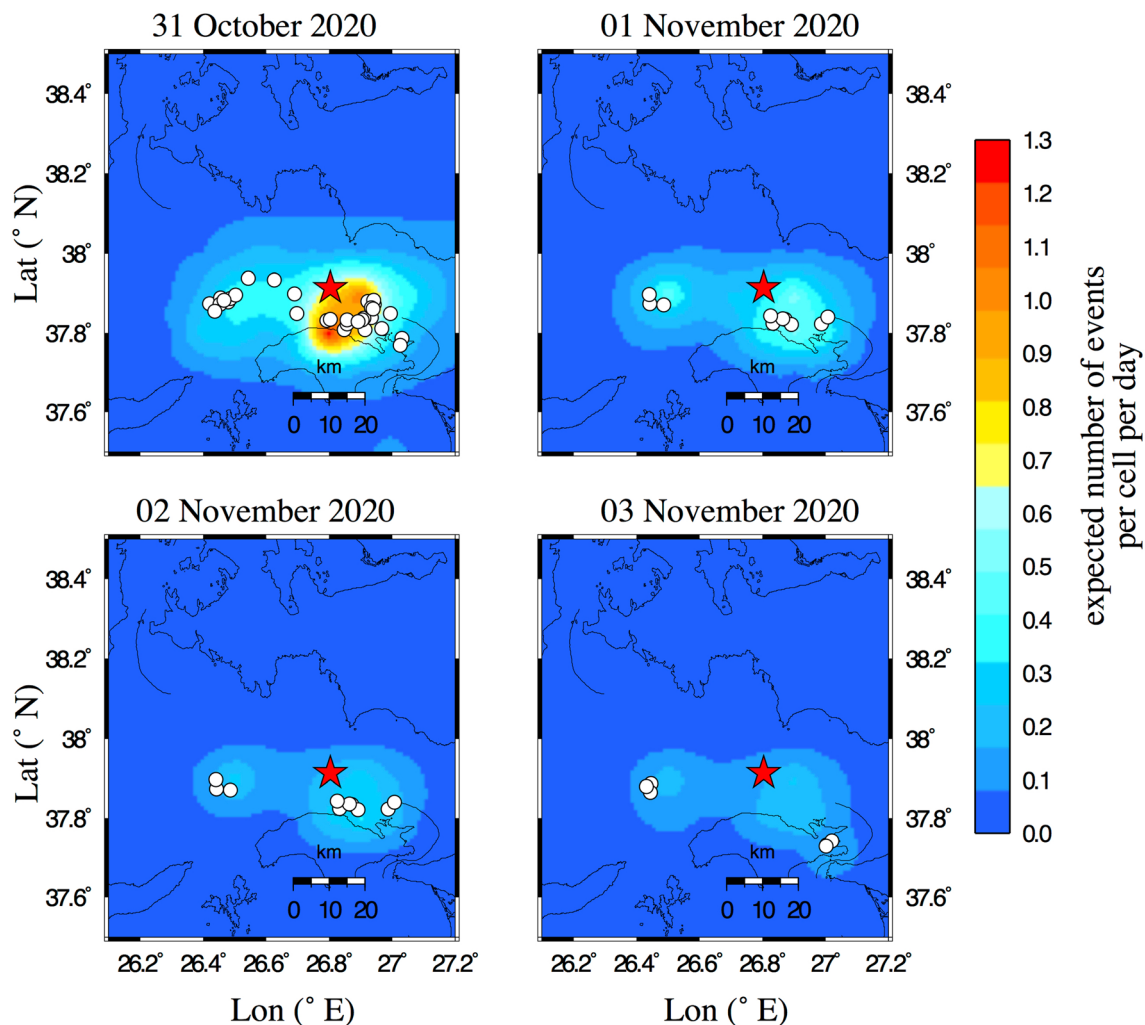 31 October 2020
01 November 2020
38.4°
38.2°
38°
37.8°
37.6°
Lat (° N)
km
0 10 20
km
0 10 20
38.4°
38.2°
38°
37.8°
37.6°
02 November 2020
03 November 2020
38.4°
38.2°
38°
37.8°
37.6°
Lat (° N)
km
0 10 20
km
0 10 20
38.4°
38.2°
38°
37.8°
37.6°
26.2° 26.4° 26.6° 26.8° 27° 27.2°
26.2° 26.4° 26.6° 26.8° 27° 27.2°
Lon (° E)
Lon (° E)
1.3
1.2
1.1
1.0
0.9
0.8
0.7
0.6
0.5
0.4
0.3
0.2
0.1
0.0
expected number of events
per cell per day